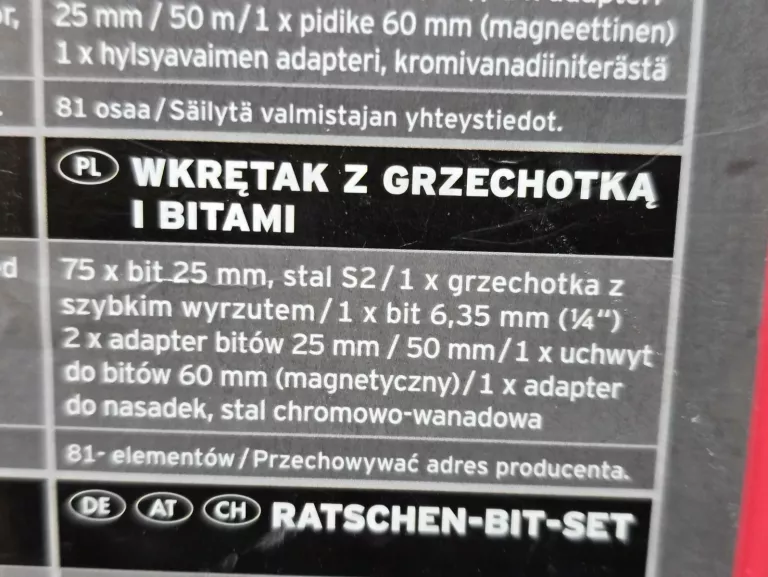 25 mm / 50 m/1 x pidike 60 mm (magneettinen)
1 x hylsyavaimen adapteri, kromivanadiiniterästä
81 osaa/Säilytä valmistajan yhteystiedot.
PL WKRĘTAK Z GRZECHOTKĄ
I BITAMI
75 x bit 25 mm, stal S2/1 x grzechotka z
szybkim wyrzutem/1 x bit 6,35 mm (¼“)
2 x adapter bitów 25 mm / 50 mm/1 x uchwyt
do bitów 60 mm (magnetyczny)/1 x adapter
do nasadek, stal chromowo-wanadowa
81- elementów/Przechowywać adres producenta.
DE AT CH RATSCHEN-BIT-SET